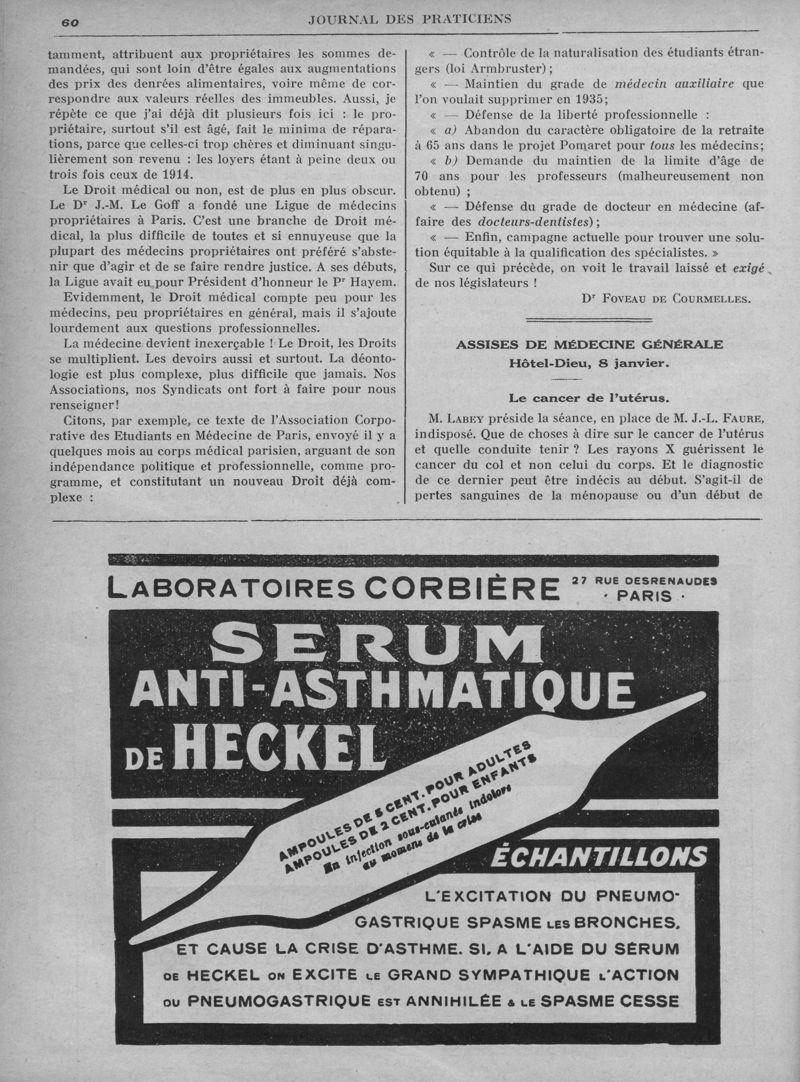 60
JOURNAL DES PRATICIENS
tamment, attribuent aux propriétaires les sommes de-
mandées, qui sont loin d'être égales aux augmentations
des prix des denrées alimentaires, voire même de cor-
respondre aux valeurs réelles des immeubles. Aussi, je
répète ce que j'ai déjà dit plusieurs fois ici : le pro-
priétaire, surtout s'il est âgé, fait le minima de répara-
tions, parce que celles-ci trop chères et diminuant singu-
lièrement son revenu : les loyers étant à peine deux ou
trois fois ceux de 1914.
Le Droit médical ou non, est de plus en plus obscur.
Le Dr J.-M. Le Goff a fondé une Ligue de médecins
propriétaires à Paris. C'est une branche de Droit mé-
dical, la plus difficile de toutes et si ennuyeuse que la
plupart des médecins propriétaires ont préféré s'abste-
nir que d'agir et de se faire rendre justice. A ses débuts,
la Ligue avait eu pour Président d'honneur le Pr Hayem.
Evidemment, le Droit médical compte peu pour les
médecins, peu propriétaires en général, mais il s'ajoute
lourdement aux questions professionnelles.
La médecine devient inexerçable ! Le Droit, les Droits
se multiplient. Les devoirs aussi et surtout. La déonto-
logie est plus complexe, plus difficile que jamais. Nos
Associations, nos Syndicats ont fort à faire pour nous
renseigner!
Citons, par exemple, ce texte de l'Association Corpo-
rative des Etudiants en Médecine de Paris, envoyé il y a
quelques mois au corps médical parisien, arguant de son
indépendance politique et professionnelle, comme pro-
gramme, et constitutant un nouveau Droit déjà com-
plexe :
« — Contrôle de la naturalisation des étudiants étran-
gers (loi Armbruster) ;
« — Maintien du grade de médecin auxiliaire que
l'on voulait supprimer en 1935;
« — Défense de la liberté professionnelle :
« a) Abandon du caractère obligatoire de la retraite
à 65 ans dans le projet Pomaret pour tous les médecins;
« b) Demande du maintien de la limite d'âge de
70 ans pour les professeurs (malheureusement non
obtenu) ;
« — Défense du grade de docteur en médecine (af-
faire des docteurs-dentistes) ;
« — Enfin, campagne actuelle pour trouver une solu-
tion équitable à la qualification des spécialistes. »
Sur ce qui précède, on voit le travail laissé et exigé
de nos législateurs !
Dr FOVEAU DE COURMELLES.
ASSISES DE MÉDECINE GÉNÉRALE
Hôtel-Dieu, 8 janvier.
Le cancer de l'utérus.
M. LABEY préside la séance, en place de M. J.-L. FAURE,
indisposé. Que de choses à dire sur le cancer de l'utérus
et quelle conduite tenir ? Les rayons X guérissent le
cancer du col et non celui du corps. Et le diagnostic
de ce dernier peut être indécis au début. S'agit-il de
pertes sanguines de la ménopause ou d'un début de
LABORATOIRES CORBIÈRE 27 RUE DESRENAUDES
· PARIS ·
SERUM
ANTI-ASTHMATIQUE
DE HECKEL
AMPOULES DE 5 CENT. POUR ADULTES
AMPOULES DE 2 CENT. POUR ENFANTS
En injection sous-cutanée indolore
au moment de la crise
ÉCHANTILLONS
L'EXCITATION DU PNEUMO-
GASTRIQUE SPASME LES BRONCHES,
ET CAUSE LA CRISE D'ASTHME. SI, A L'AIDE DU SÉRUM
DE HECKEL ON EXCITE LE GRAND SYMPATHIQUE L'ACTION
DU PNEUMOGASTRIQUE EST ANNIHILÉE & LE SPASME CESSE